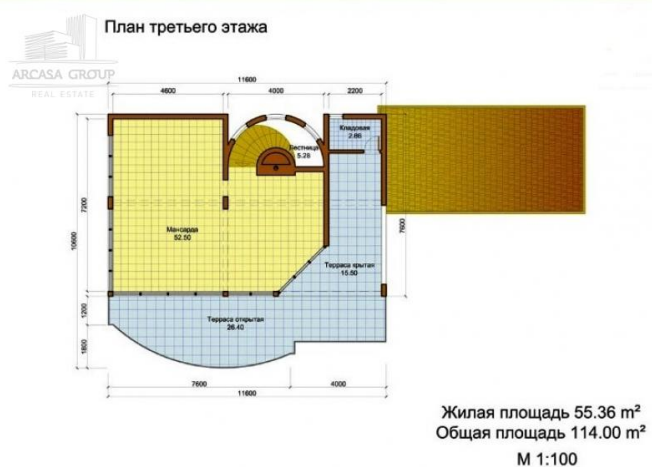 ARCASA GROUP
REAL ESTATE
План третьего этажа
11600
4600
4000
2200
Кладовая
2.86
Лестница
5.28
Мансарда
52.50
7200
10600
7600
Терраса крытая
15.50
Терраса открытая
26.40
1200
1800
7600
4000
11600
Жилая площадь 55.36 m²
Общая площадь 114.00 m²
М 1:100